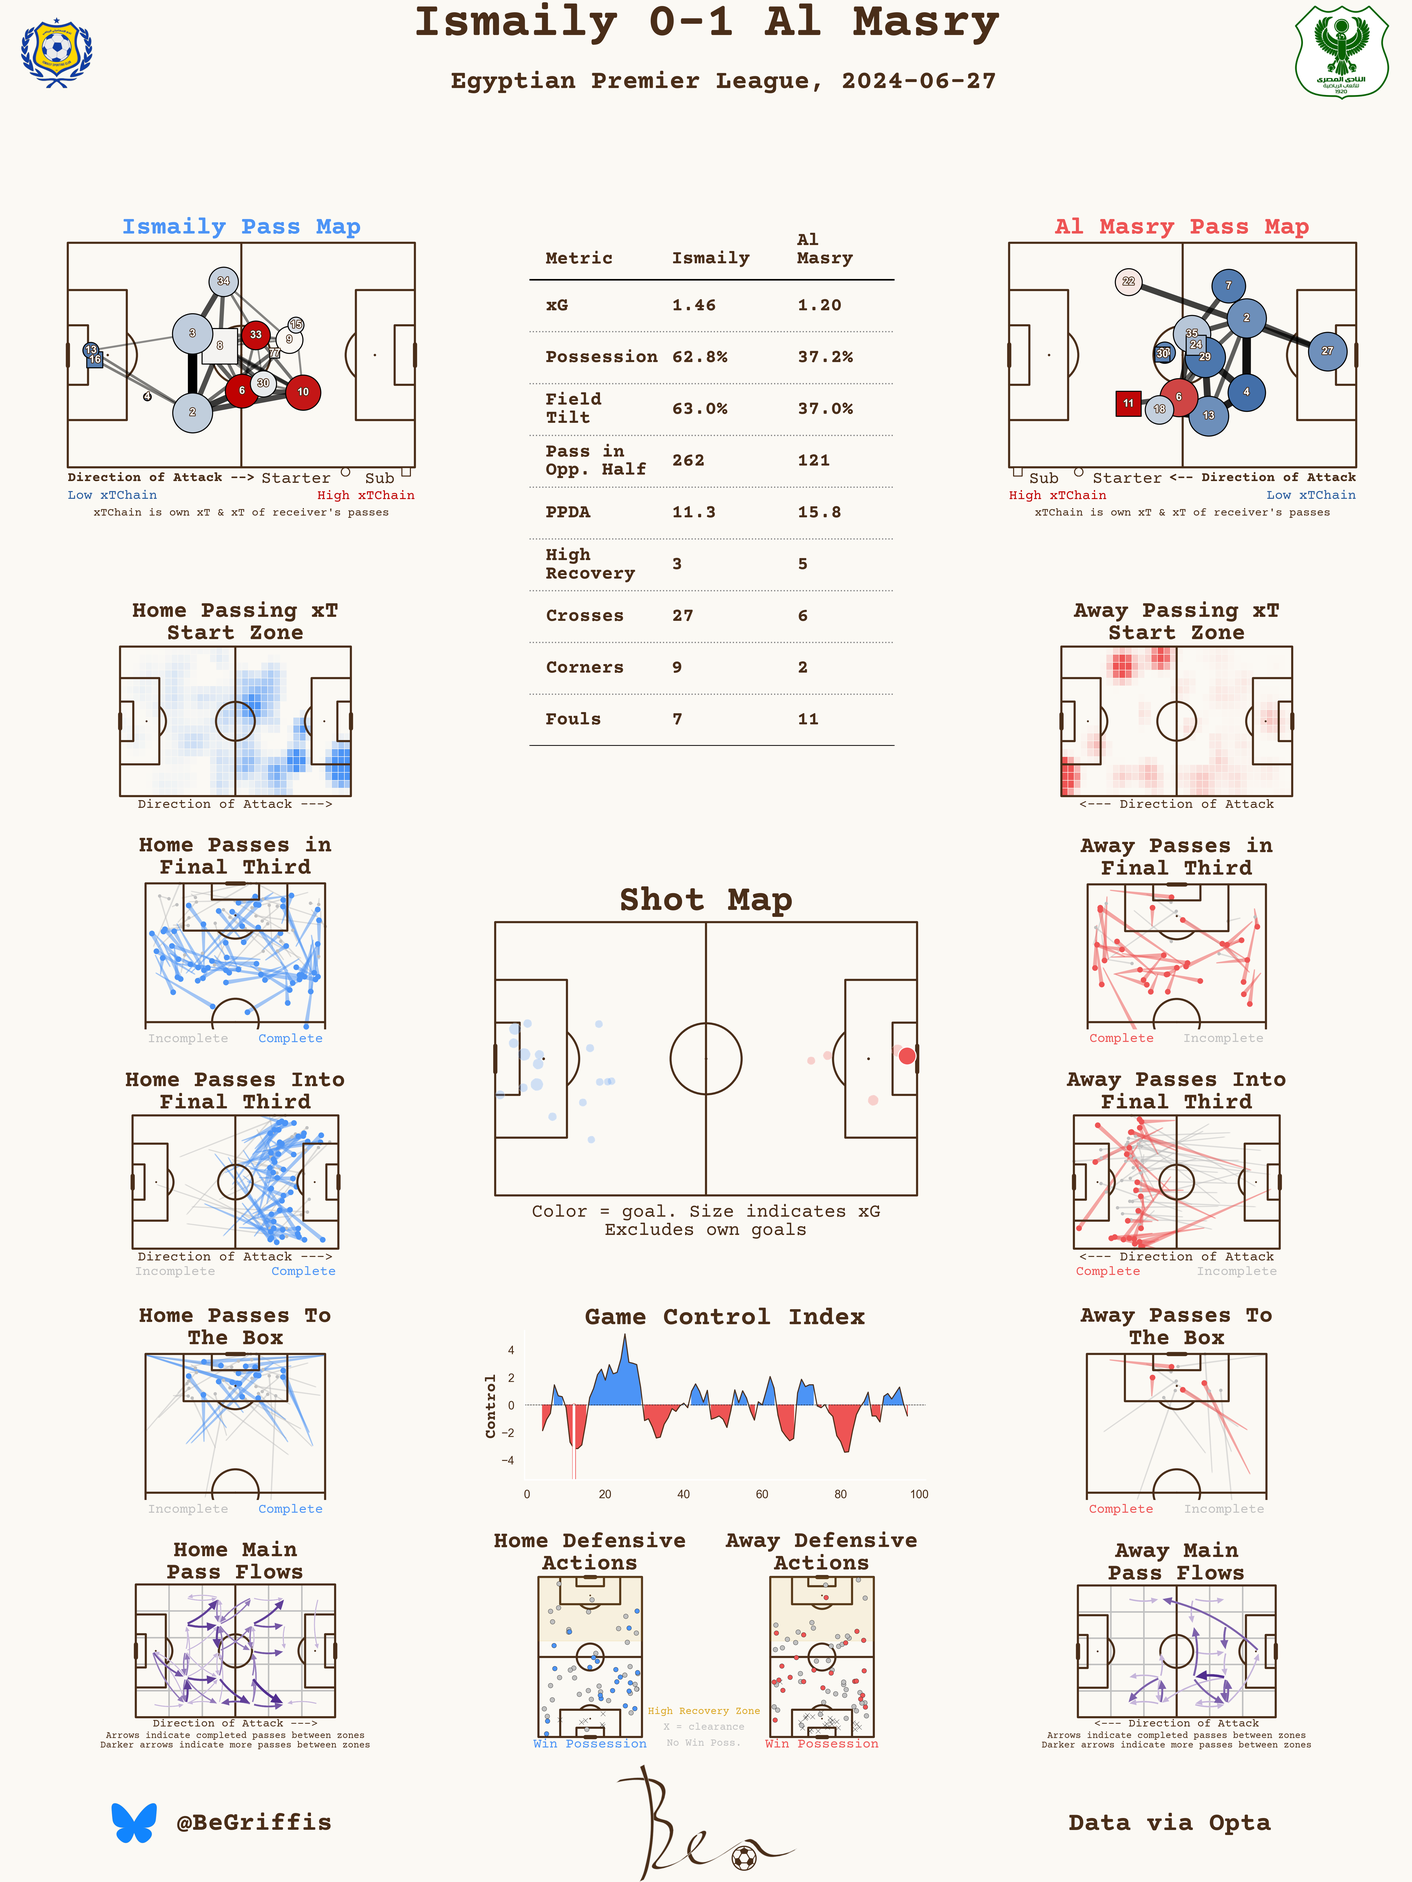 Ismaily 0-1 Al Masry
Egyptian Premier League, 2024-06-27
النادى المصرى
للألعاب الرياضية
1920
Ismaily Pass Map
34
3
8
33
15
9
77
13
16
4
6
30
10
2
Direction of Attack --> Starter Sub
Low xTChain High xTChain
xTChain is own xT & xT of receiver's passes
Metric Ismaily Al Masry
xG 1.46 1.20
Possession 62.8% 37.2%
Field Tilt 63.0% 37.0%
Pass in Opp. Half 262 121
PPDA 11.3 15.8
High Recovery 3 5
Crosses 27 6
Corners 9 2
Fouls 7 11
Al Masry Pass Map
22
7
2
35
24
30
29
27
11
18
6
13
4
Sub Starter <-- Direction of Attack
High xTChain Low xTChain
xTChain is own xT & xT of receiver's passes
Home Passing xT
Start Zone
Direction of Attack --->
Away Passing xT
Start Zone
<--- Direction of Attack
Home Passes in
Final Third
Incomplete Complete
Away Passes in
Final Third
Complete Incomplete
Shot Map
Color = goal. Size indicates xG
Excludes own goals
Home Passes Into
Final Third
Direction of Attack --->
Incomplete Complete
Away Passes Into
Final Third
<--- Direction of Attack
Complete Incomplete
Home Passes To
The Box
Incomplete Complete
Game Control Index
Control
4
2
0
−2
−4
0 20 40 60 80 100
Away Passes To
The Box
Complete Incomplete
Home Main
Pass Flows
Direction of Attack --->
Arrows indicate completed passes between zones
Darker arrows indicate more passes between zones
Home Defensive
Actions
Win Possession
High Recovery Zone
X = clearance
No Win Poss.
Away Defensive
Actions
Win Possession
Away Main
Pass Flows
<--- Direction of Attack
Arrows indicate completed passes between zones
Darker arrows indicate more passes between zones
@BeGriffis
Ben
Data via Opta